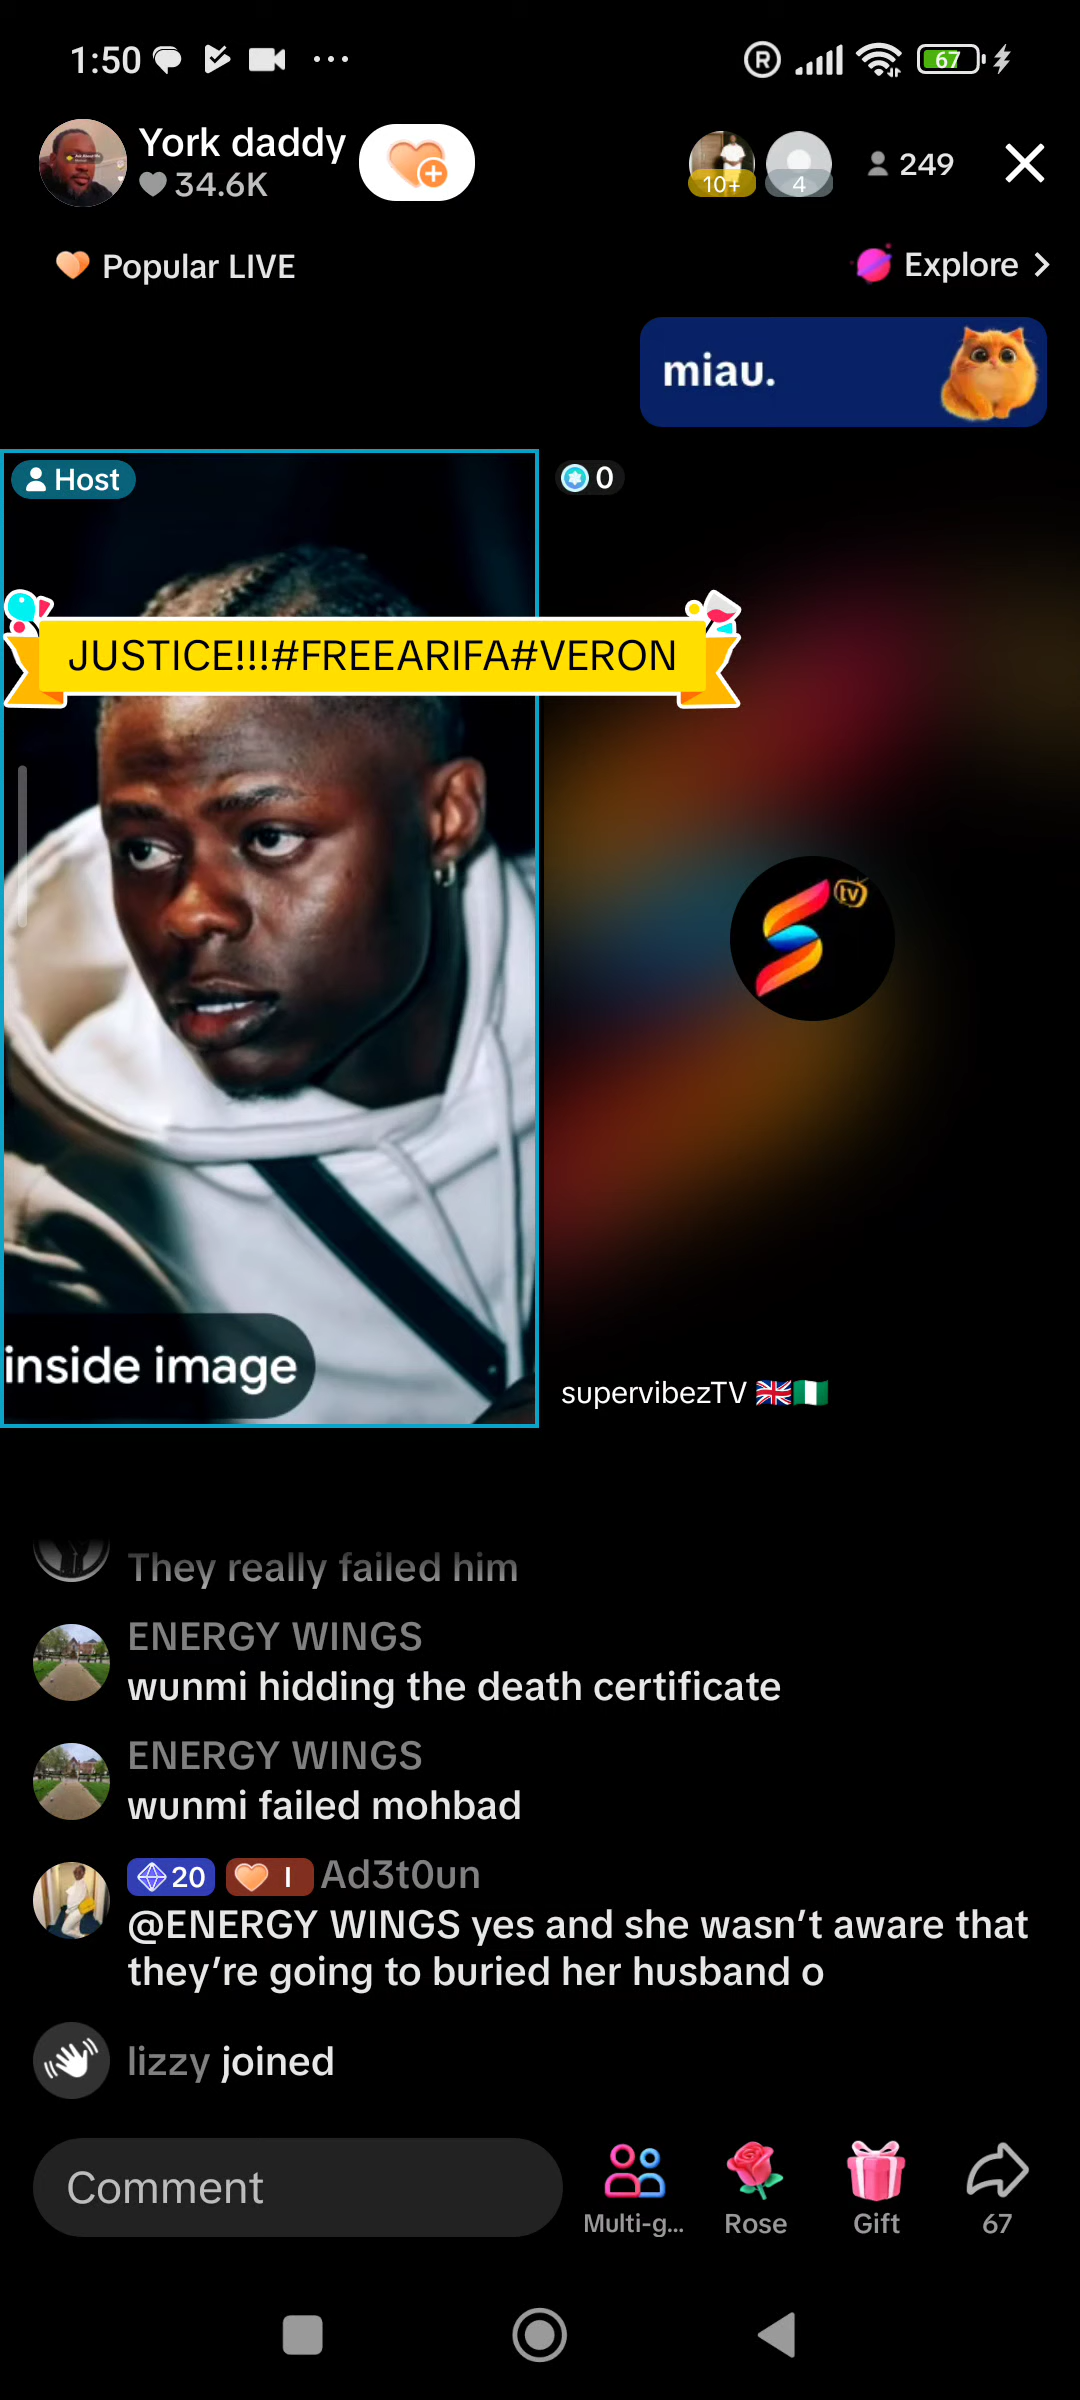 1:50
R
67
York daddy
34.6K
10+
4
249
Popular LIVE
Explore
miau.
Host
0
JUSTICE!!!#FREEARIFA#VERON
tv
inside image
supervibezTV 🇬🇧🇳🇬
They really failed him
ENERGY WINGS
wunmi hidding the death certificate
ENERGY WINGS
wunmi failed mohbad
20 I Ad3t0un
@ENERGY WINGS yes and she wasn’t aware that
they’re going to buried her husband o
lizzy joined
Comment
Multi-g...
Rose
Gift
67